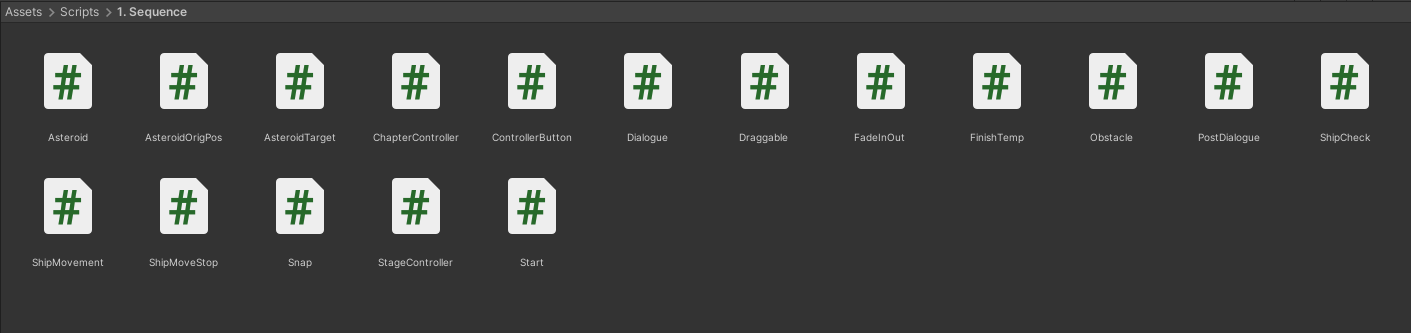 Assets > Scripts > 1. Sequence
Asteroid AsteroidOrigPos AsteroidTarget ChapterController ControllerButton Dialogue Draggable FadeInOut FinishTemp Obstacle PostDialogue ShipCheck
ShipMovement ShipMoveStop Snap StageController Start